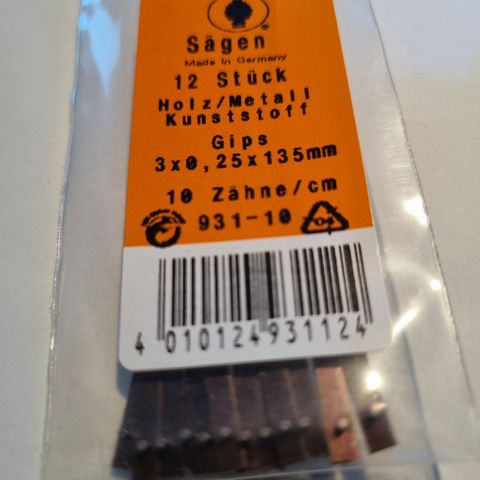 Sägen
Made in Germany
12 Stück
Holz/Metall
Kunststoff
Gips
3x0,25x135mm
10 Zähne/cm
931-10
4 010124 931124